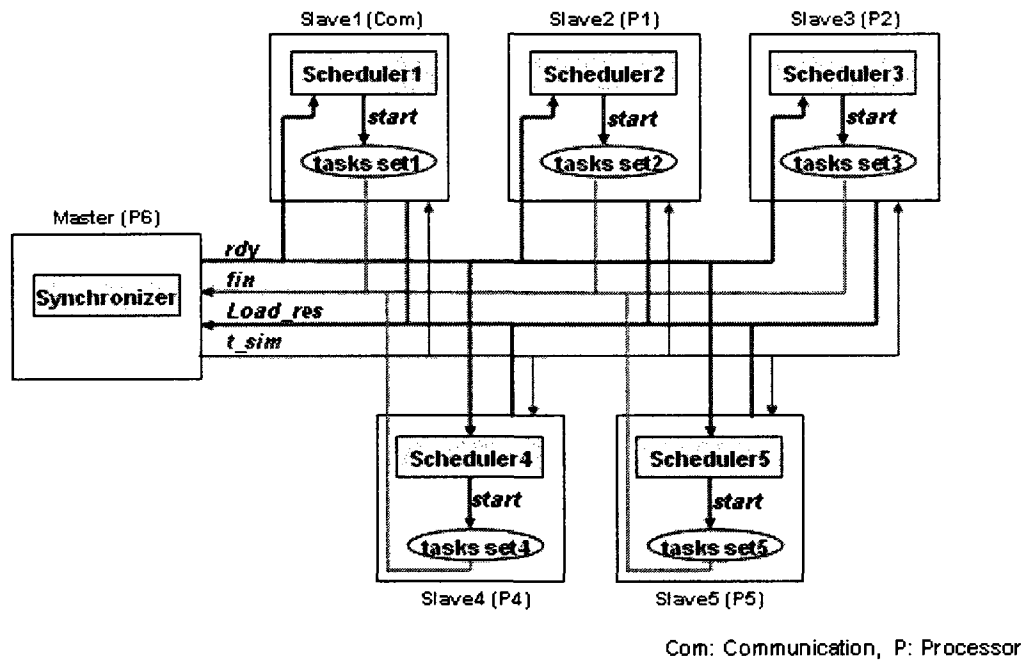 Slave1 (Com)
Slave2 (P1)
Slave3 (P2)
Scheduler1
Scheduler2
Scheduler3
start
start
start
tasks set1
tasks set2
tasks set3
Master (P6)
Synchronizer
rdy
fin
Load_res
t_sim
Scheduler4
Scheduler5
start
start
tasks set4
tasks set5
Slave4 (P4)
Slave5 (P5)
Com: Communication, P: Processor